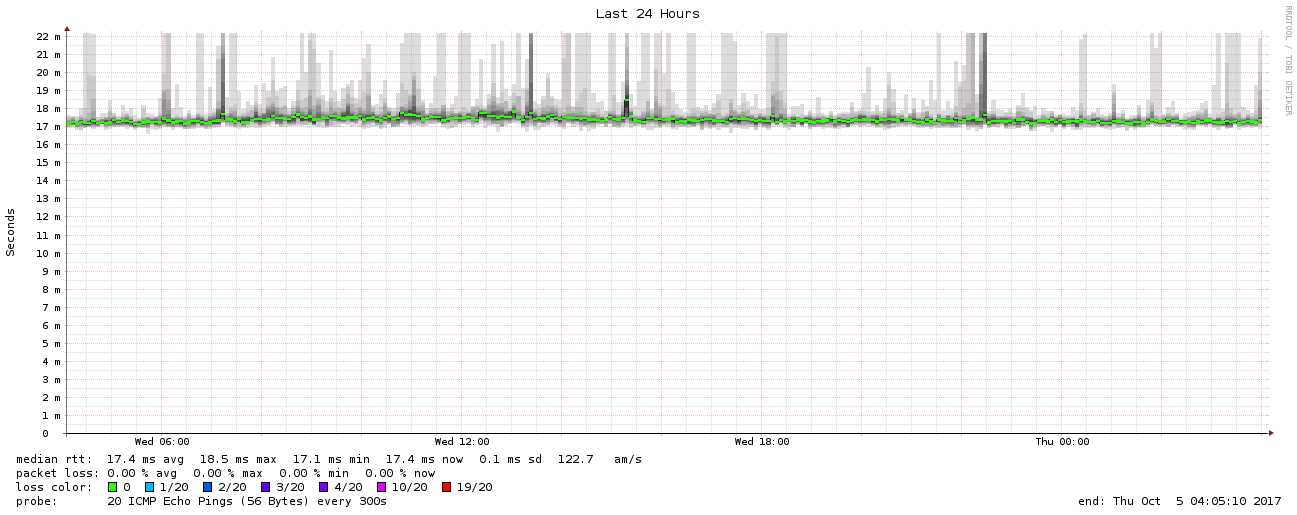 Last 24 Hours
RRDTOOL / TOBI OETIKER
Seconds
22 m
21 m
20 m
19 m
18 m
17 m
16 m
15 m
14 m
13 m
12 m
11 m
10 m
9 m
8 m
7 m
6 m
5 m
4 m
3 m
2 m
1 m
0
Wed 06:00 Wed 12:00 Wed 18:00 Thu 00:00
median rtt: 17.4 ms avg 18.5 ms max 17.1 ms min 17.4 ms now 0.1 ms sd 122.7 am/s
packet loss: 0.00 % avg 0.00 % max 0.00 % min 0.00 % now
loss color: 0 1/20 2/20 3/20 4/20 10/20 19/20
probe: 20 ICMP Echo Pings (56 Bytes) every 300s end: Thu Oct 5 04:05:10 2017